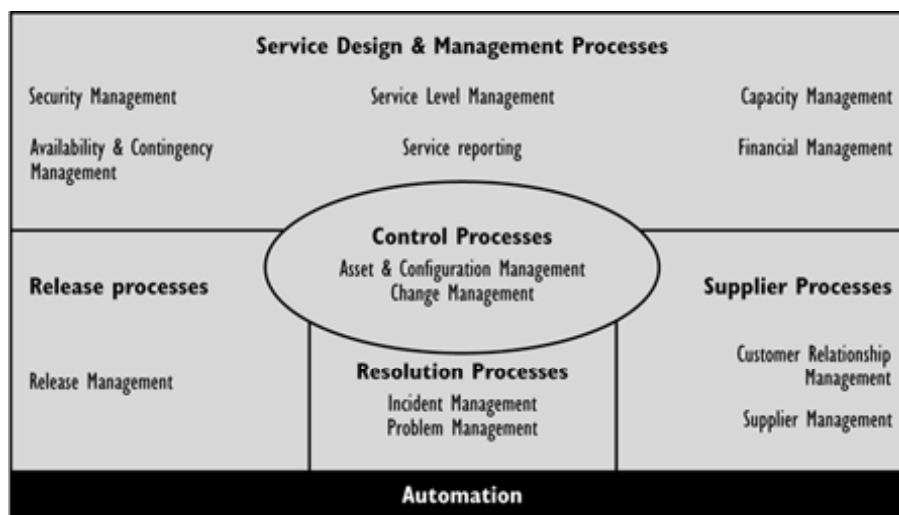 Service Design & Management Processes
Security Management
Service Level Management
Capacity Management
Availability & Contingency
Management
Service reporting
Financial Management
Control Processes
Asset & Configuration Management
Change Management
Release processes
Release Management
Resolution Processes
Incident Management
Problem Management
Supplier Processes
Customer Relationship
Management
Supplier Management
Automation